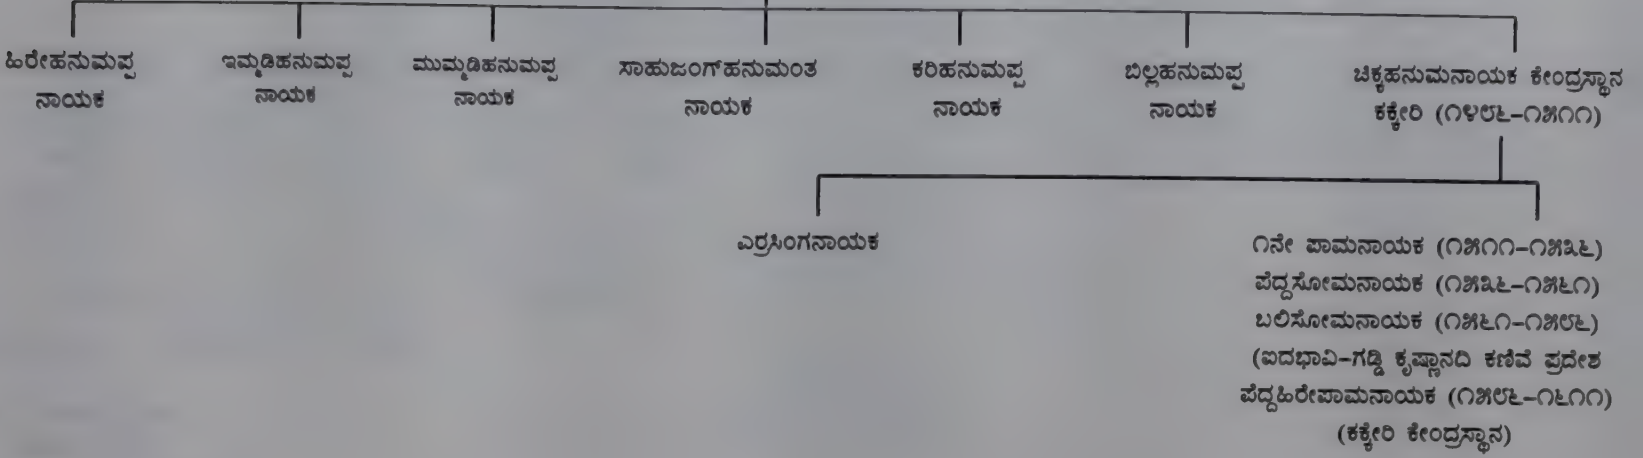 ಹಿರೇಹನುಮಪ್ಪ
ನಾಯಕ
ಇಮ್ಮಡಿಹನುಮಪ್ಪ
ನಾಯಕ
ಮುಮ್ಮಡಿಹನುಮಪ್ಪ
ನಾಯಕ
ಸಾಹುಜಂಗ್‌ಹನುಮಂತ
ನಾಯಕ
ಕರಿಹನುಮಪ್ಪ
ನಾಯಕ
ಬಿಲ್ಲಹನುಮಪ್ಪ
ನಾಯಕ
ಚಿಕ್ಕಹನುಮನಾಯಕ ಕೇಂದ್ರಸ್ಥಾನ
ಕಕ್ಕೇರಿ (೧೪೮೬–೧೫೧೧)
ಎರ್ರಸಿಂಗನಾಯಕ
೧ನೇ ಪಾಮನಾಯಕ (೧೫೧೧–೧೫೩೬)
ಪೆದ್ದಸೋಮನಾಯಕ (೧೫೩೬–೧೫೬೧)
ಬಲಿಸೋಮನಾಯಕ (೧೫೬೧–೧೫೮೬)
(ಐದಭಾವಿ–ಗಡ್ಡಿ ಕೃಷ್ಣಾನದಿ ಕಣಿವೆ ಪ್ರದೇಶ
ಪೆದ್ದಹಿರೇಪಾಮನಾಯಕ (೧೫೮೬–೧೬೧೧)
(ಕಕ್ಕೇರಿ ಕೇಂದ್ರಸ್ಥಾನ)